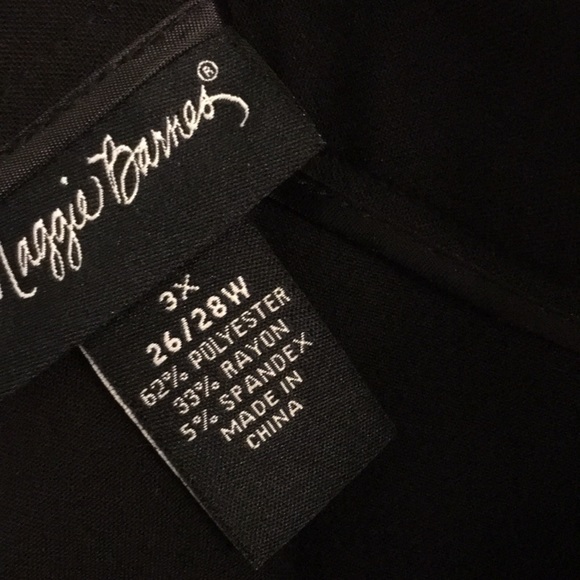 Maggie Barnes®
3X
26/28W
62% POLYESTER
33% RAYON
5% SPANDEX
MADE IN
CHINA